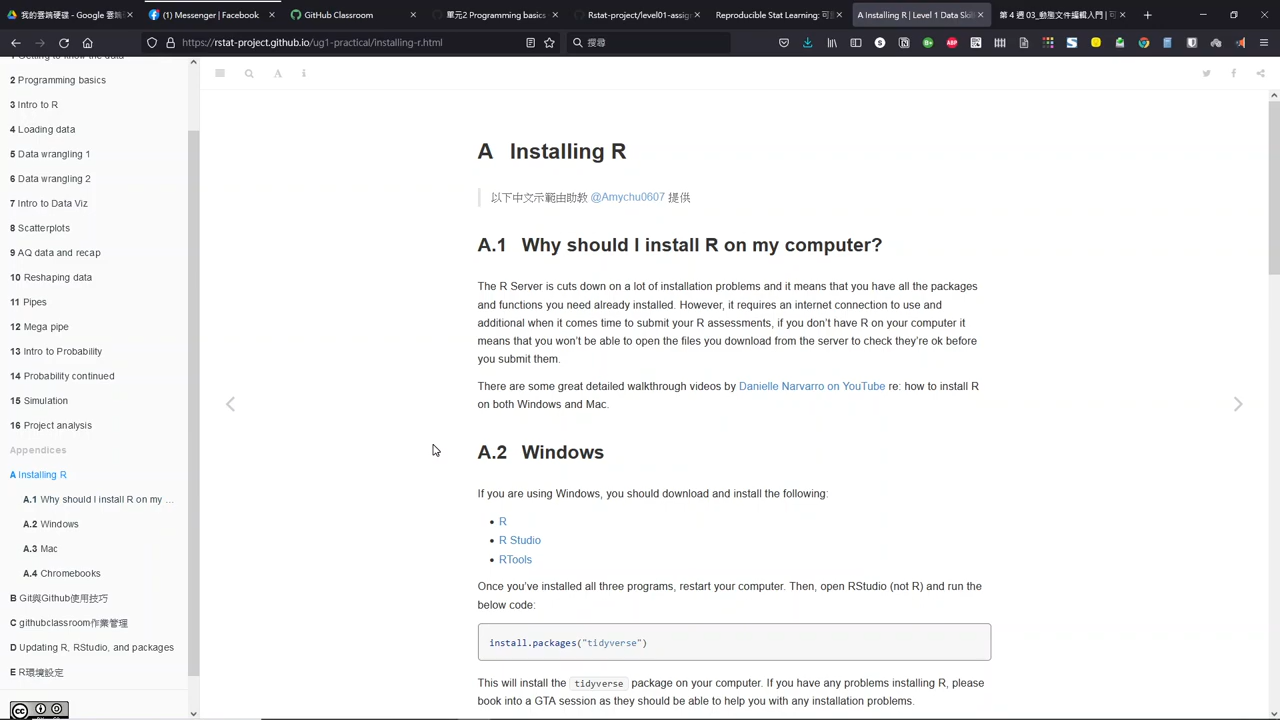 我的雲端硬碟 - Google 雲端
(1) Messenger | Facebook
GitHub Classroom
單元2 Programming basics
Rstat-project/level01-assig
Reproducible Stat Learning: 可
A Installing R | Level 1 Data Skil
第 4 週 03_動態文件編輯入門 | 可
https://rstat-project.github.io/ug1-practical/installing-r.html
搜尋
1 Getting to know the data
2 Programming basics
3 Intro to R
4 Loading data
5 Data wrangling 1
6 Data wrangling 2
7 Intro to Data Viz
8 Scatterplots
9 AQ data and recap
10 Reshaping data
11 Pipes
12 Mega pipe
13 Intro to Probability
14 Probability continued
15 Simulation
16 Project analysis
Appendices
A Installing R
A.1 Why should I install R on my ...
A.2 Windows
A.3 Mac
A.4 Chromebooks
B Git與Github使用技巧
C githubclassroom作業管理
D Updating R, RStudio, and packages
E R環境設定
A Installing R
以下中文示範由助教 @Amychu0607 提供
A.1 Why should I install R on my computer?
The R Server is cuts down on a lot of installation problems and it means that you have all the packages
and functions you need already installed. However, it requires an internet connection to use and
additional when it comes time to submit your R assessments, if you don't have R on your computer it
means that you won't be able to open the files you download from the server to check they're ok before
you submit them.
There are some great detailed walkthrough videos by Danielle Narvarro on YouTube re: how to install R
on both Windows and Mac.
A.2 Windows
If you are using Windows, you should download and install the following:
R
R Studio
RTools
Once you've installed all three programs, restart your computer. Then, open RStudio (not R) and run the
below code:
install.packages("tidyverse")
This will install the tidyverse package on your computer. If you have any problems installing R, please
book into a GTA session as they should be able to help you with any installation problems.